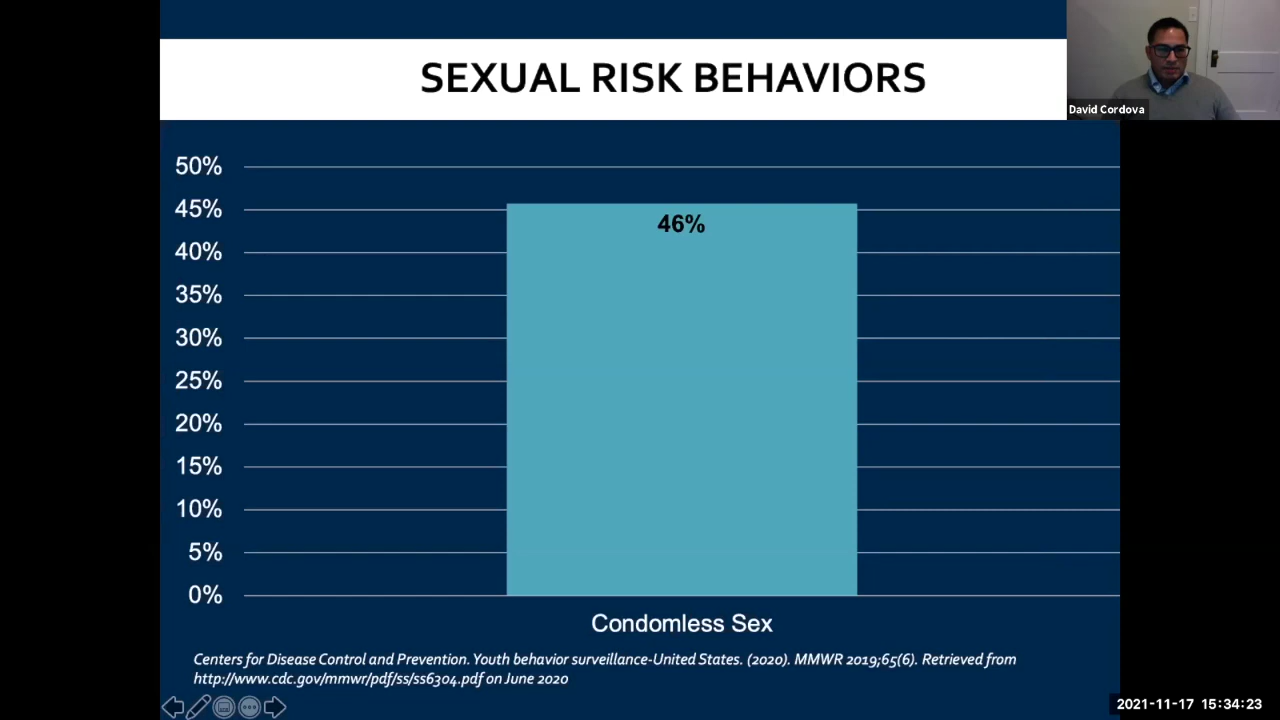 SEXUAL RISK BEHAVIORS
David Cordova
50%
45%
46%
40%
35%
30%
25%
20%
15%
10%
5%
0%
Condomless Sex
Centers for Disease Control and Prevention. Youth behavior surveillance-United States. (2020). MMWR 2019;65(6). Retrieved from
http://www.cdc.gov/mmwr/pdf/ss/ss6304.pdf on June 2020
2021-11-17 15:34:23